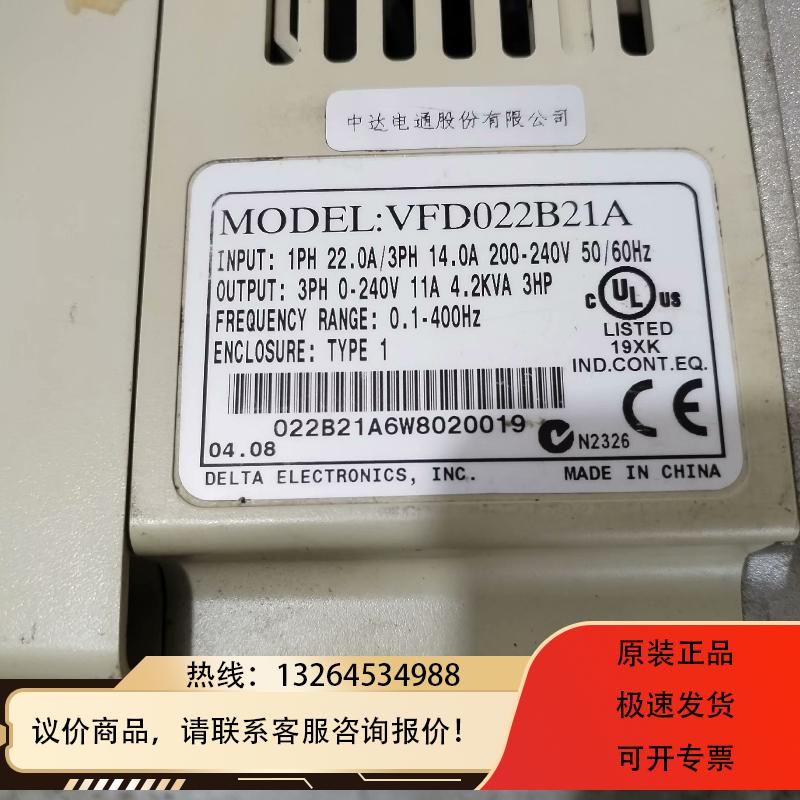 中达电通股份有限公司
MODEL:VFD022B21A
INPUT: 1PH 22.0A/3PH 14.0A 200-240V 50/60Hz
OUTPUT: 3PH 0-240V 11A 4.2KVA 3HP
FREQUENCY RANGE: 0.1-400Hz
ENCLOSURE: TYPE 1
C UL US
LISTED
19XK
IND.CONT.EQ.
022B21A6W8020019
04.08
N2326
CE
DELTA ELECTRONICS, INC.
MADE IN CHINA
热线：13264534988
议价商品，请联系客服咨询报价！
原装正品
极速发货
可开专票